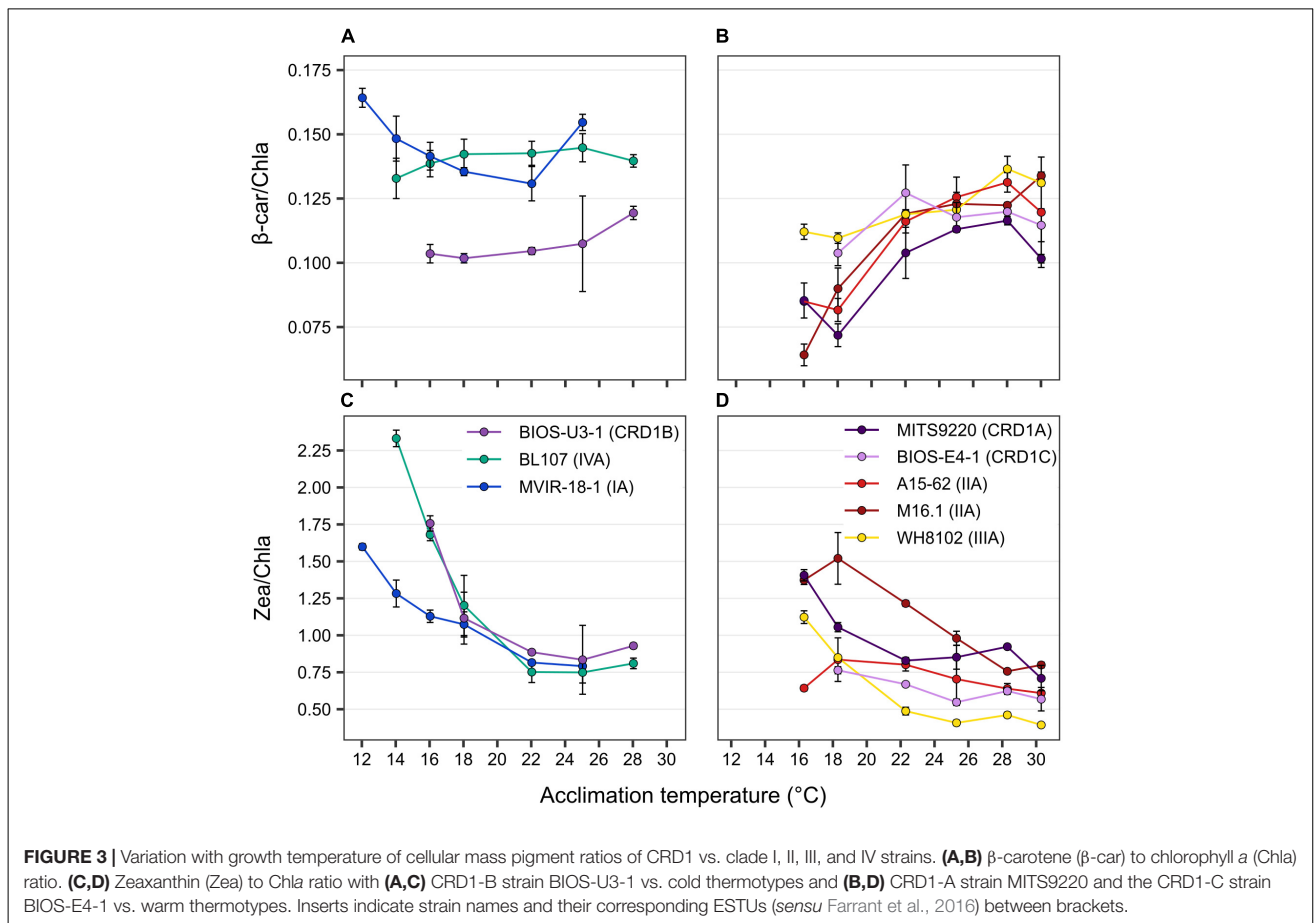 A
B
0.175
0.150
0.125
0.100
0.075
β-car/Chla
C
D
BIOS-U3-1 (CRD1B)
BL107 (IVA)
MVIR-18-1 (IA)
MITS9220 (CRD1A)
BIOS-E4-1 (CRD1C)
A15-62 (IIA)
M16.1 (IIA)
WH8102 (IIIA)
2.25
2.00
1.75
1.50
1.25
1.00
0.75
0.50
Zea/Chla
12 14 16 18 20 22 24 26 28 30
12 14 16 18 20 22 24 26 28 30
Acclimation temperature (°C)
FIGURE 3 | Variation with growth temperature of cellular mass pigment ratios of CRD1 vs. clade I, II, III, and IV strains. (A,B) β-carotene (β-car) to chlorophyll a (Chla)
ratio. (C,D) Zeaxanthin (Zea) to Chla ratio with (A,C) CRD1-B strain BIOS-U3-1 vs. cold thermotypes and (B,D) CRD1-A strain MITS9220 and the CRD1-C strain
BIOS-E4-1 vs. warm thermotypes. Inserts indicate strain names and their corresponding ESTUs (sensu Farrant et al., 2016) between brackets.